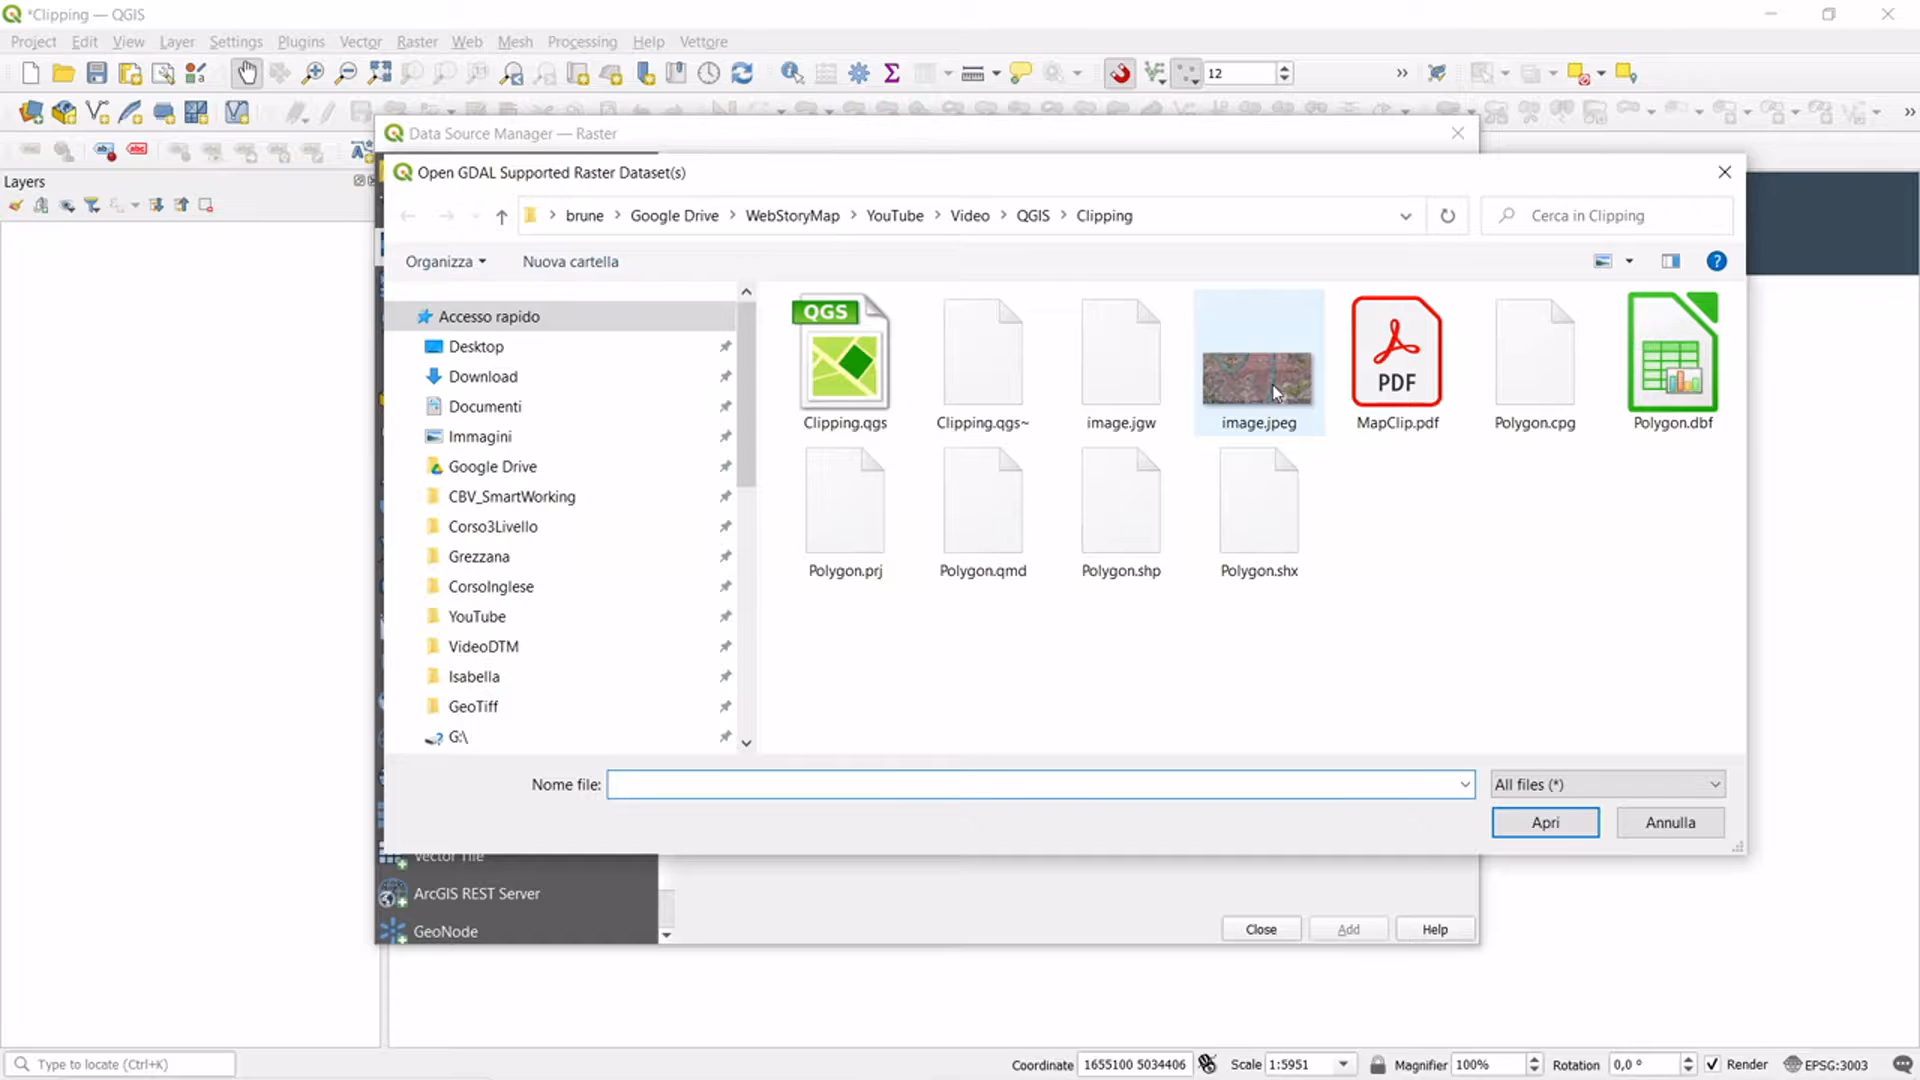 *Clipping — QGIS
Project Edit View Layer Settings Plugins Vector Raster Web Mesh Processing Help Vettore
12
abc
Data Source Manager — Raster
Layers
Open GDAL Supported Raster Dataset(s)
brune Google Drive WebStoryMap YouTube Video QGIS Clipping
Cerca in Clipping
Organizza
Nuova cartella
Accesso rapido
Desktop
Download
Documenti
Immagini
Google Drive
CBV_SmartWorking
Corso3Livello
Grezzana
CorsoInglese
YouTube
VideoDTM
Isabella
GeoTiff
G:\
QGS
PDF
Clipping.qgs
Clipping.qgs~
image.jgw
image.jpeg
MapClip.pdf
Polygon.cpg
Polygon.dbf
Polygon.prj
Polygon.qmd
Polygon.shp
Polygon.shx
Nome file:
All files (*)
Apri
Annulla
Vector Tile
ArcGIS REST Server
GeoNode
Close
Add
Help
Type to locate (Ctrl+K)
Coordinate 1655100 5034406 Scale 1:5951 Magnifier 100% Rotation 0,0 ° Render EPSG:3003